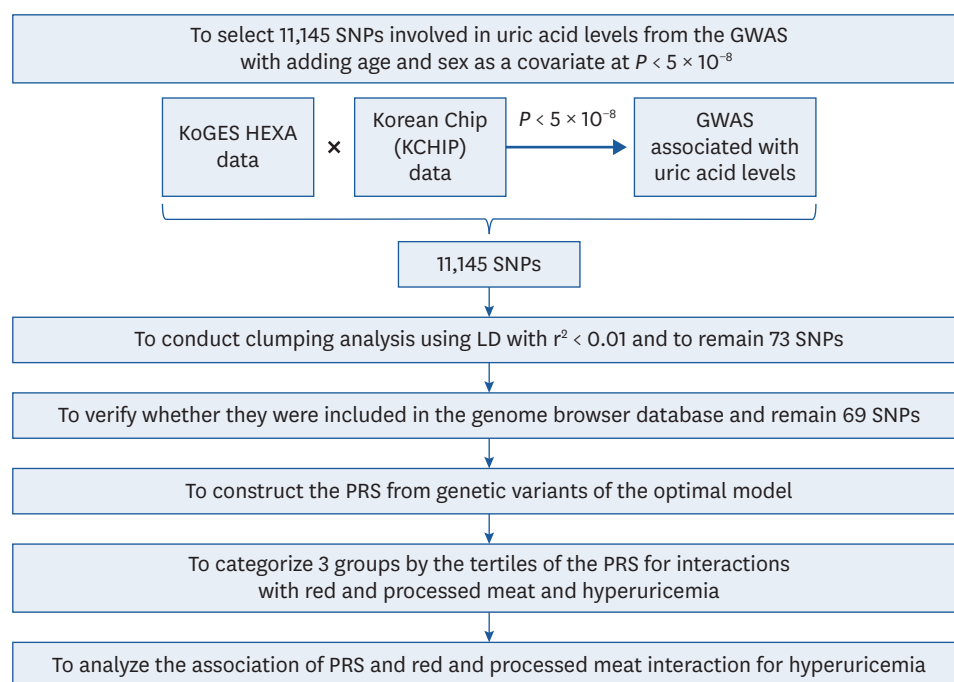 To select 11,145 SNPs involved in uric acid levels from the GWAS
with adding age and sex as a covariate at P < 5 × 10⁻⁸
KoGES HEXA
data
×
Korean Chip
(KCHIP)
data
P < 5 × 10⁻⁸
GWAS
associated with
uric acid levels
11,145 SNPs
To conduct clumping analysis using LD with r² < 0.01 and to remain 73 SNPs
To verify whether they were included in the genome browser database and remain 69 SNPs
To construct the PRS from genetic variants of the optimal model
To categorize 3 groups by the tertiles of the PRS for interactions
with red and processed meat and hyperuricemia
To analyze the association of PRS and red and processed meat interaction for hyperuricemia